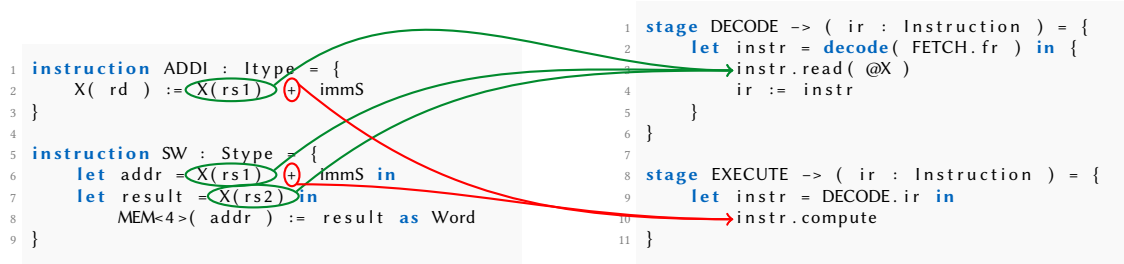 1 instruction ADDI : Itype = {
2 X( rd ) := X(rs1) + immS
3 }
4
5 instruction SW : Stype = {
6 let addr = X(rs1) + immS in
7 let result = X(rs2) in
8 MEM<4>( addr ) := result as Word
9 }
1 stage DECODE -> ( ir : Instruction ) = {
2 let instr = decode( FETCH.fr ) in {
3 instr.read( @X )
4 ir := instr
5 }
6 }
7
8 stage EXECUTE -> ( ir : Instruction ) = {
9 let instr = DECODE.ir in
10 instr.compute
11 }